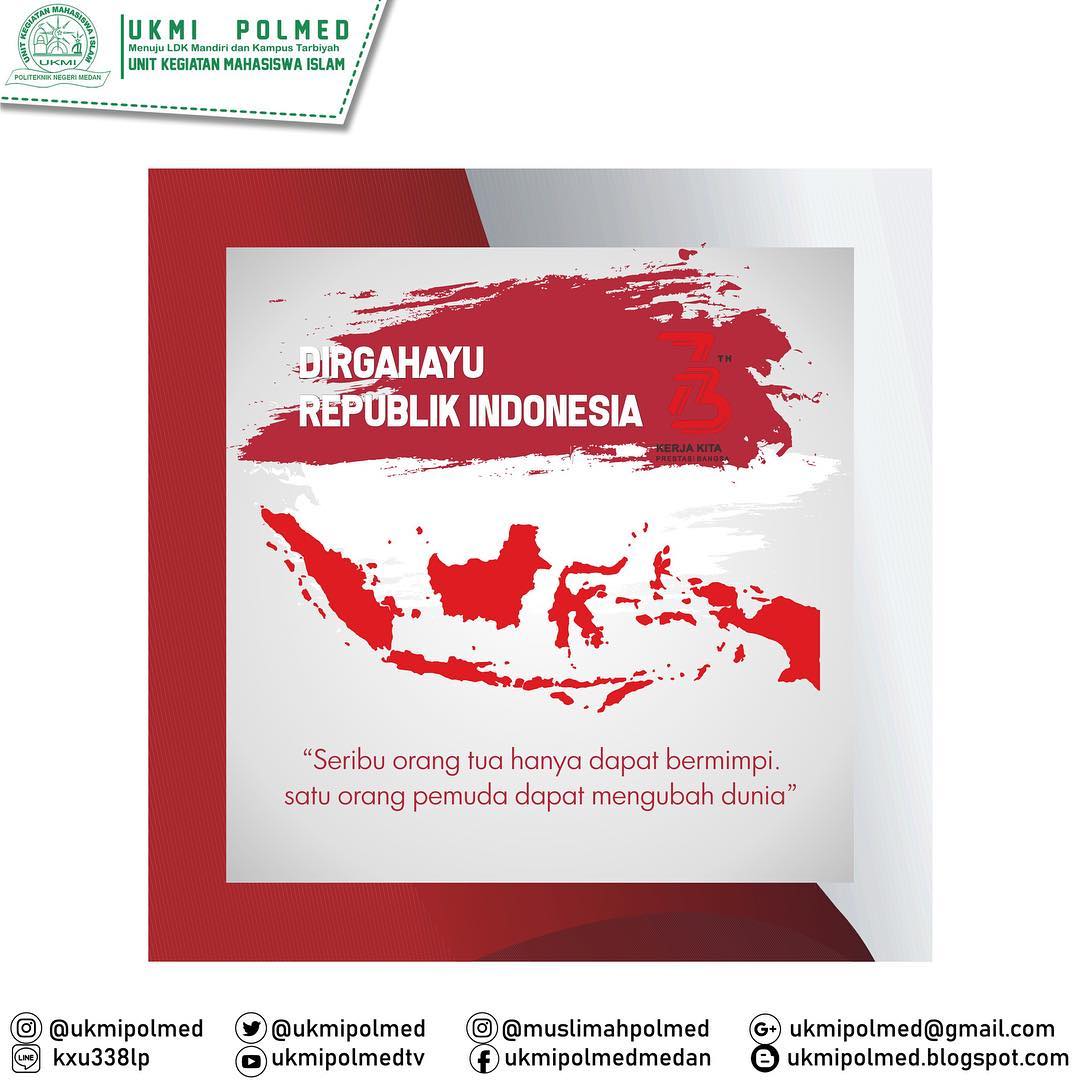 UNIT KEGIATAN MAHASISWA ISLAM
UKMI
POLITEKNIK NEGERI MEDAN
UKMI POLMED
Menuju LDK Mandiri dan Kampus Tarbiyah
UNIT KEGIATAN MAHASISWA ISLAM
DIRGAHAYU
REPUBLIK INDONESIA
73 TH
KERJA KITA
PRESTASI BANGSA
“Seribu orang tua hanya dapat bermimpi.
satu orang pemuda dapat mengubah dunia”
@ukmipolmed @ukmipolmed @muslimahpolmed G+ ukmipolmed@gmail.com
LINE kxu338lp ukmipolmedtv ukmipolmedmedan ukmipolmed.blogspot.com